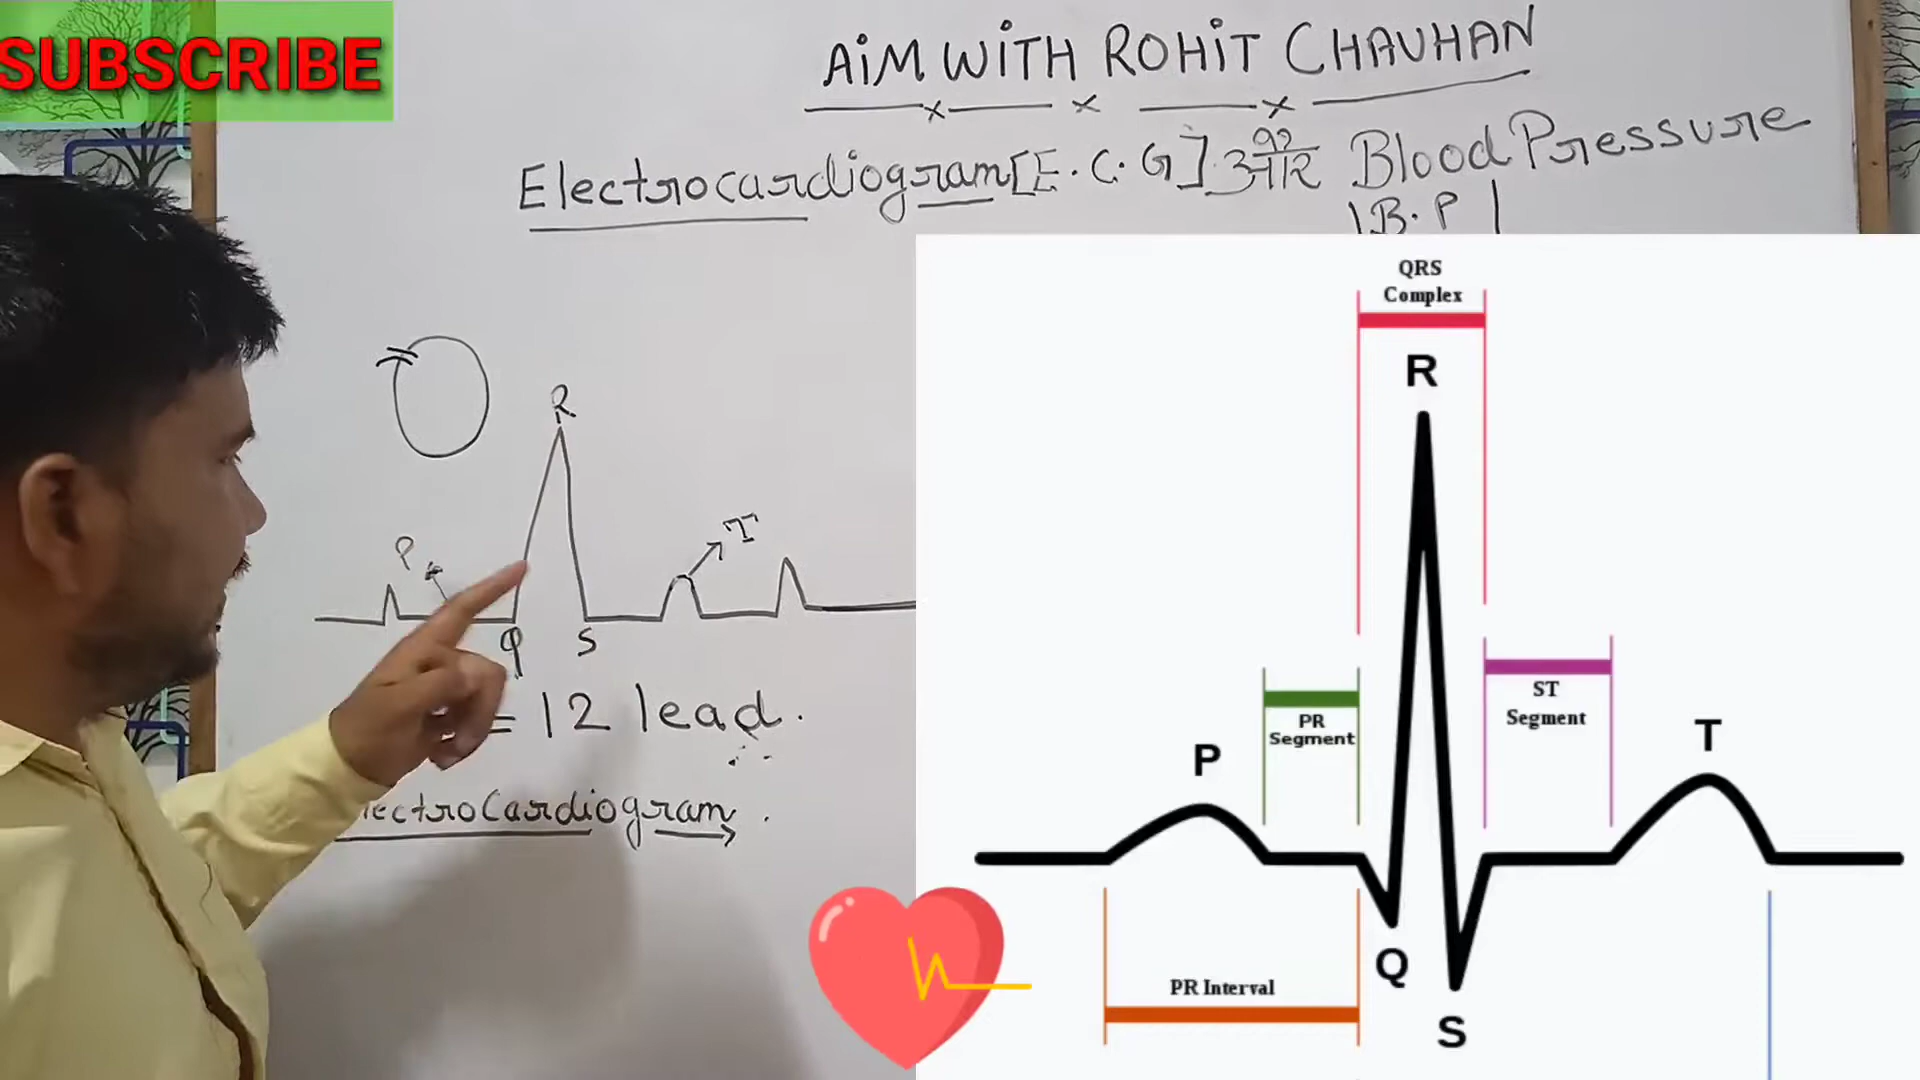 SUBSCRIBE
AIM WITH ROHIT CHAUHAN
Electrocardiogram [E.C.G] और Blood Pressure
|B.P|
QRS
Complex
R
R
P
T
Q
S
PR
Segment
ST
Segment
P
T
= 12 lead.
lectroCardiogram.
Q
PR Interval
S